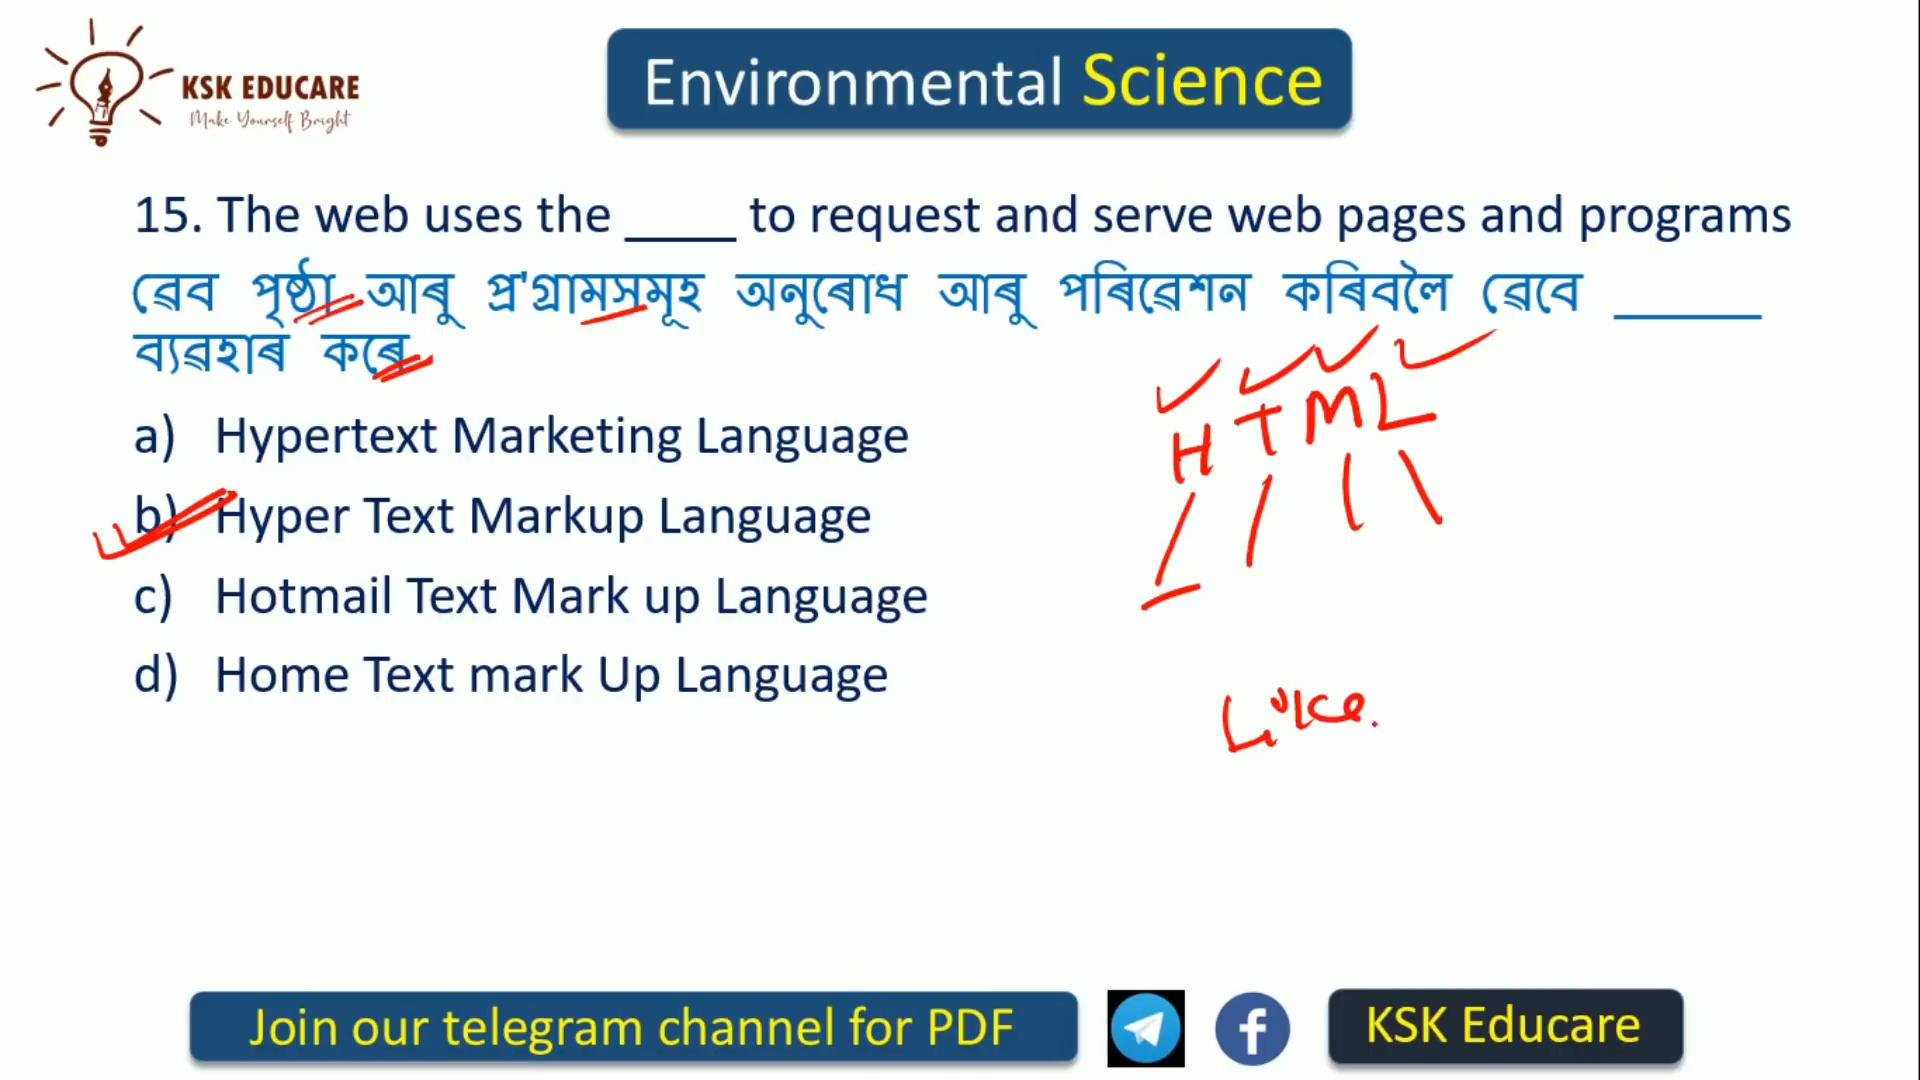 KSK EDUCARE
Make Yourself Bright
Environmental Science
15. The web uses the ____ to request and serve web pages and programs
ৱেব পৃষ্ঠা আৰু প্ৰ'গ্ৰামসমূহ অনুৰোধ আৰু পৰিৱেশন কৰিবলৈ ৱেবে _____
ব্যৱহাৰ কৰে
H T M L
a) Hypertext Marketing Language
b) Hyper Text Markup Language
c) Hotmail Text Mark up Language
d) Home Text mark Up Language
Like.
Join our telegram channel for PDF
f
KSK Educare